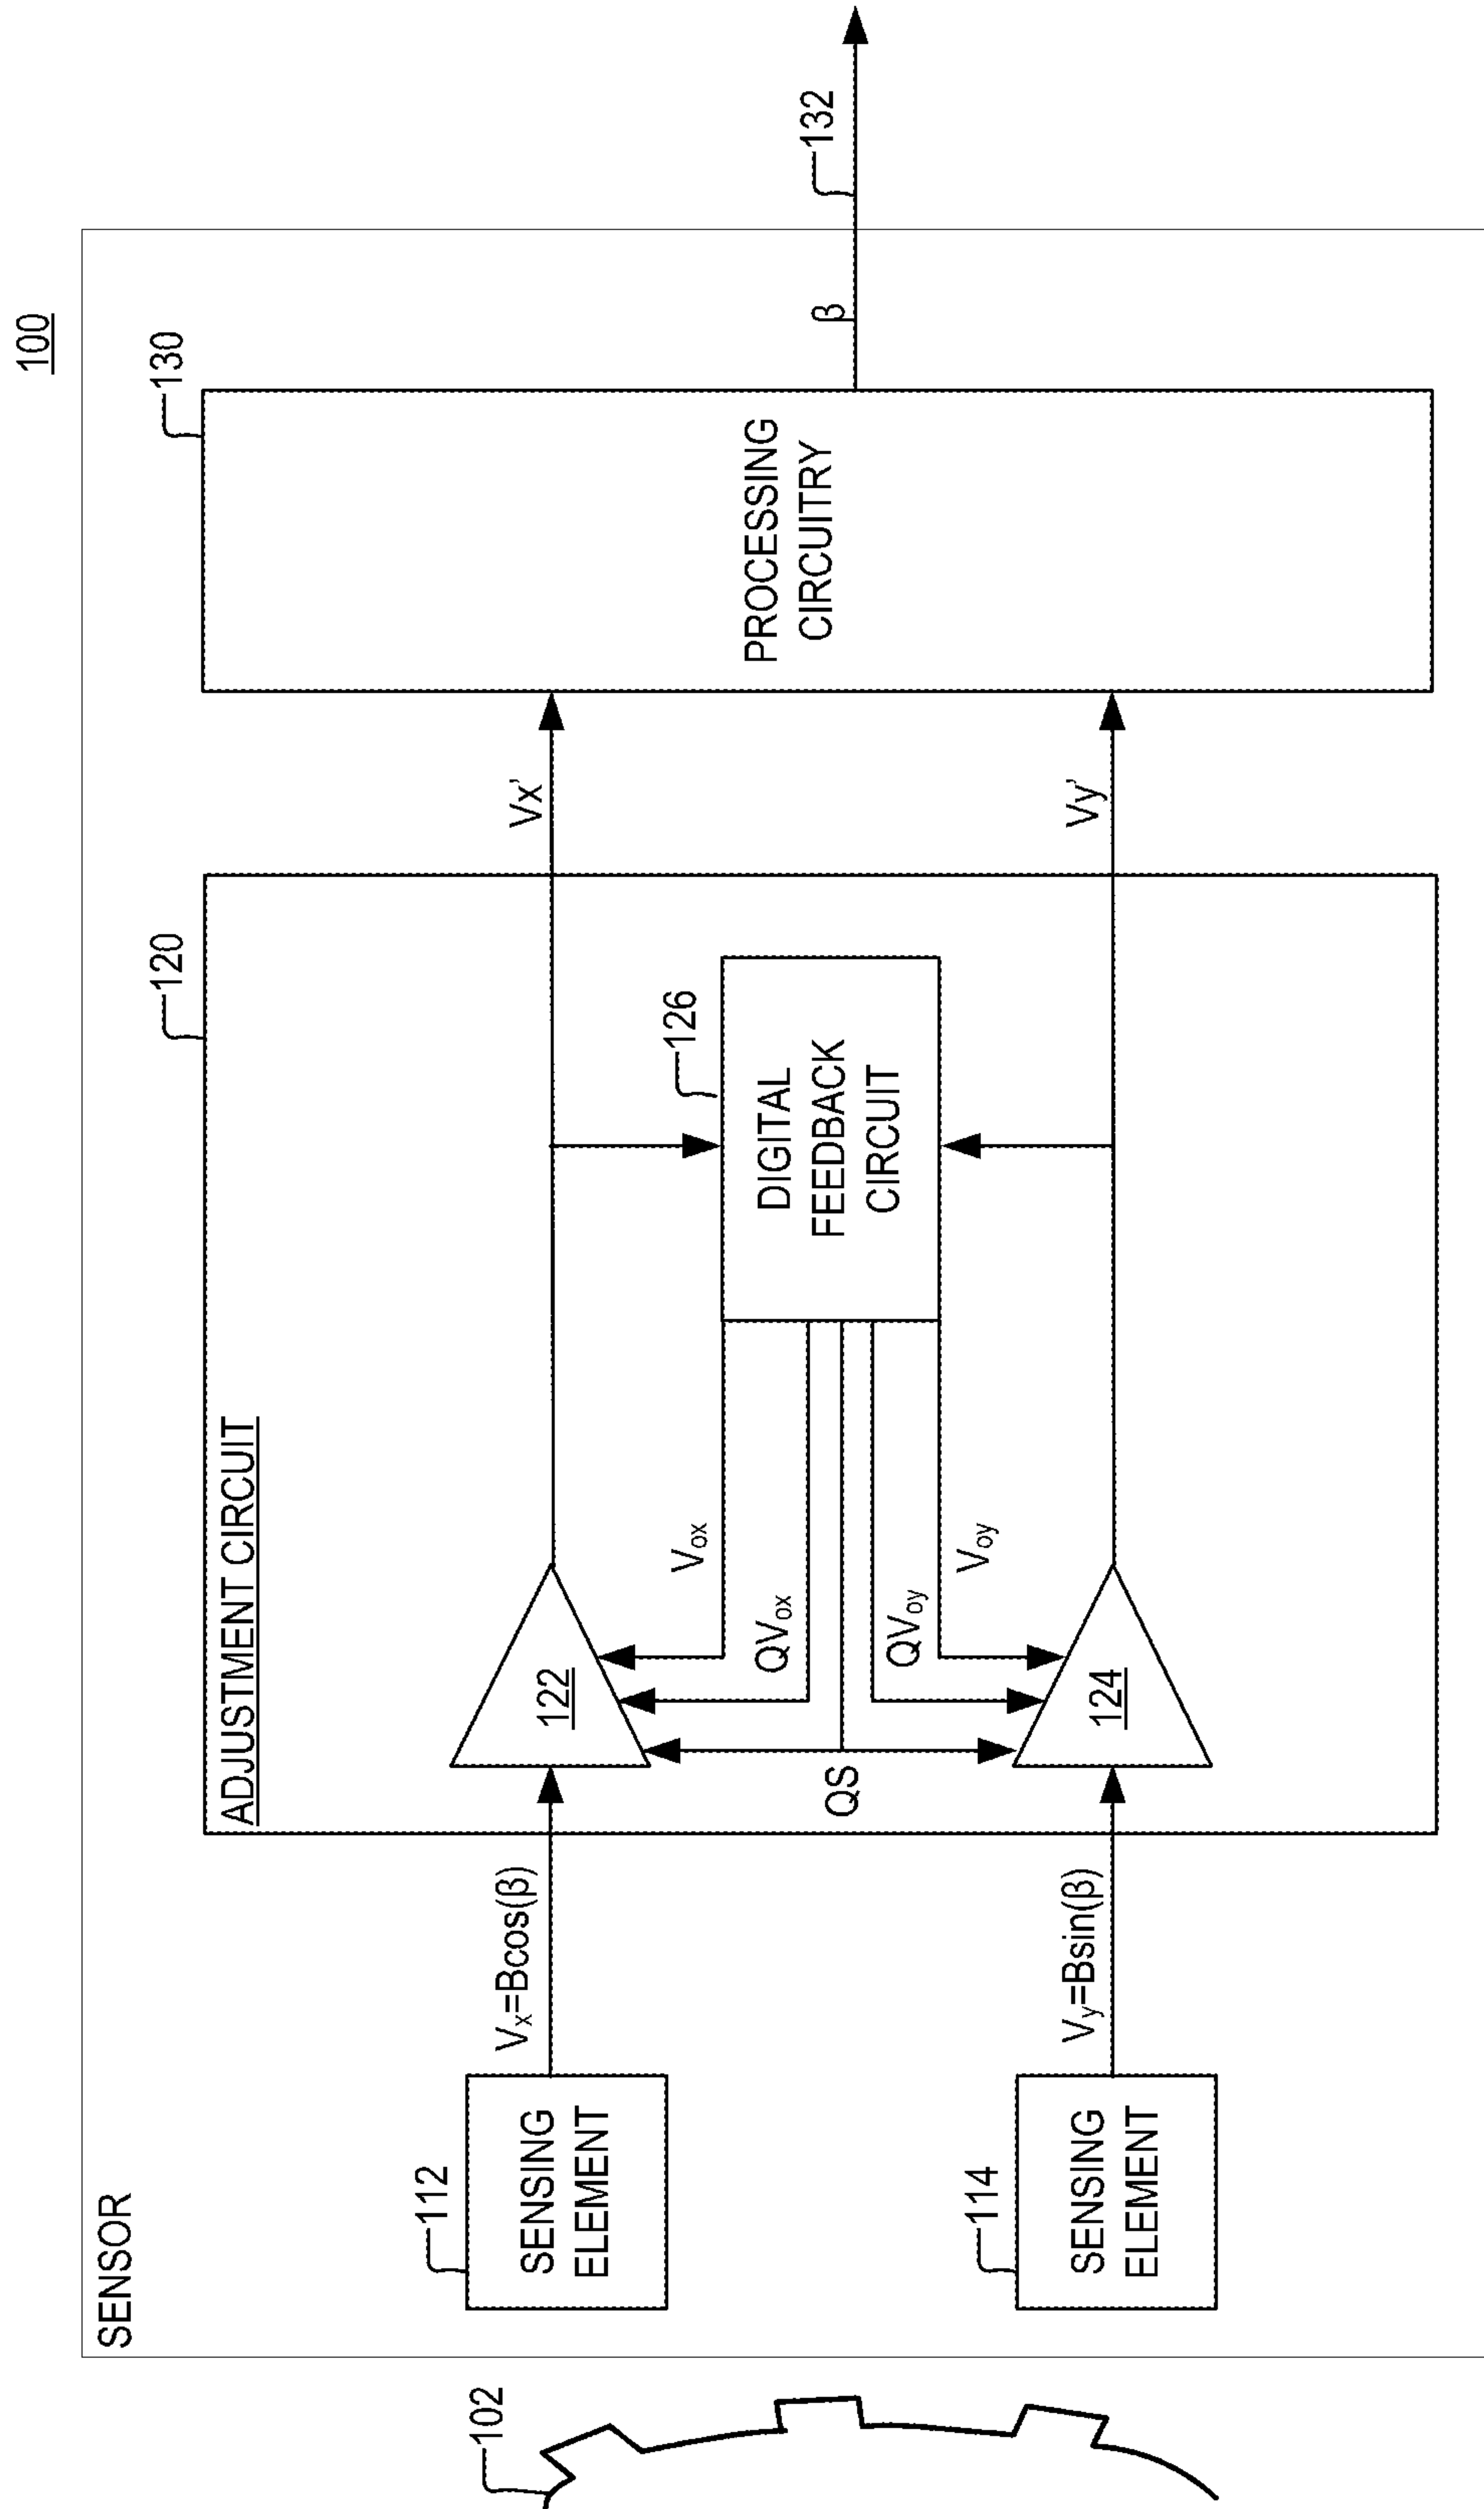 100
SENSOR
102
112
SENSING
ELEMENT
Vx=Bcos(β)
114
SENSING
ELEMENT
Vy=Bsin(β)
120
ADJUSTMENT CIRCUIT
122
124
QS
QVox
Vox
QVoy
Voy
126
DIGITAL
FEEDBACK
CIRCUIT
Vx'
Vy'
130
PROCESSING
CIRCUITRY
β
132